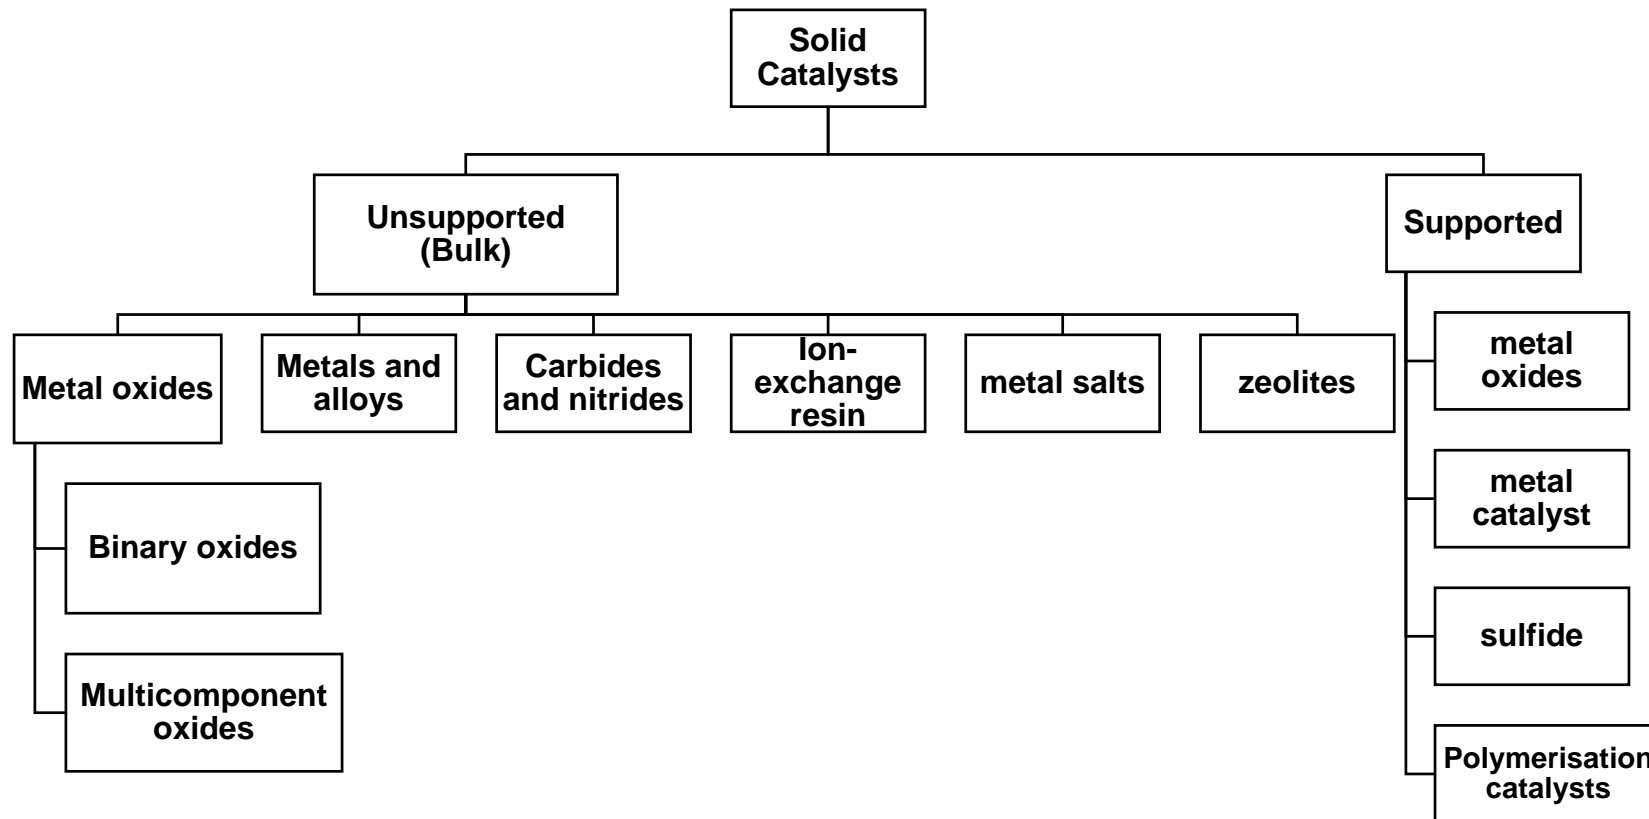 Solid
Catalysts
Unsupported
(Bulk)
Supported
Metal oxides
Metals and
alloys
Carbides
and nitrides
Ion-
exchange
resin
metal salts
zeolites
Binary oxides
Multicomponent
oxides
metal
oxides
metal
catalyst
sulfide
Polymerisation
catalysts